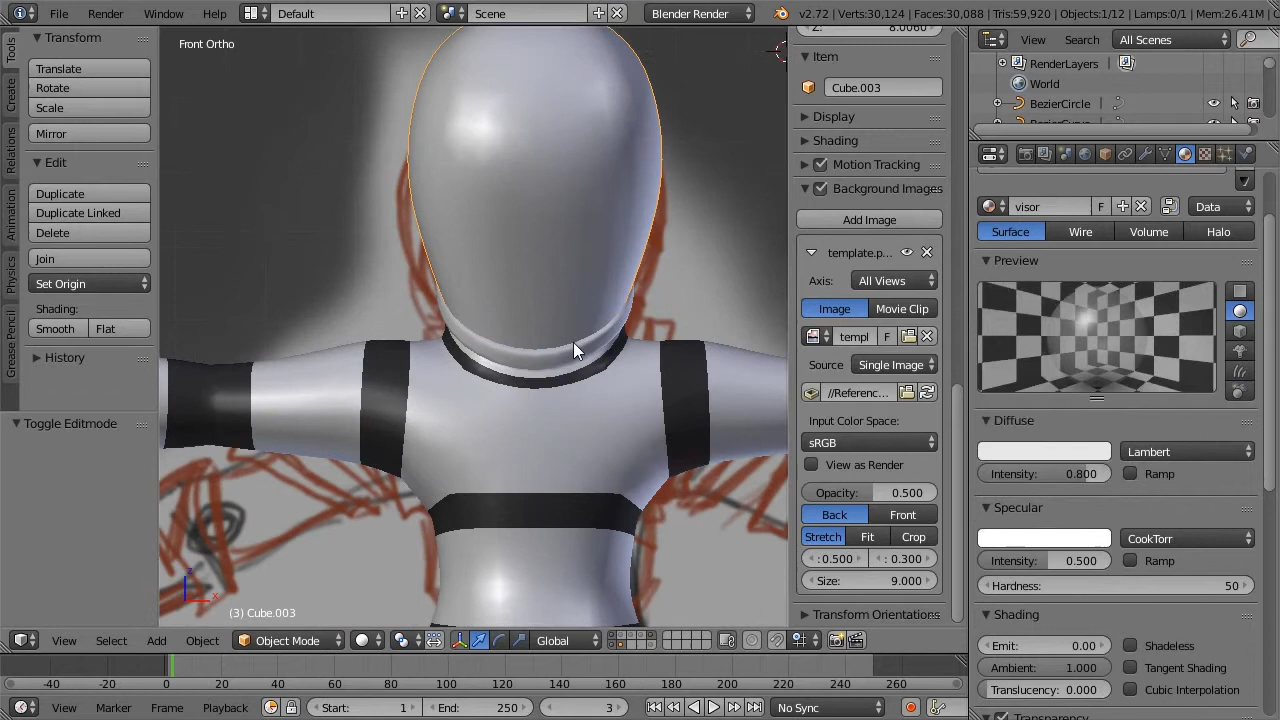 File
Render
Window
Help
Default
Scene
Blender Render
v2.72 | Verts:30,124 | Faces:30,088 | Tris:59,920 | Objects:1/12 | Lamps:0/1 | Mem:26.41M
Tools
Create
Relations
Animation
Physics
Grease Pencil
Transform
Translate
Rotate
Scale
Mirror
Edit
Duplicate
Duplicate Linked
Delete
Join
Set Origin
Shading:
Smooth
Flat
History
Toggle Editmode
Front Ortho
(3) Cube.003
z
x
8.0060
Item
Cube.003
Display
Shading
Motion Tracking
Background Images
Add Image
template.p...
Axis:
All Views
Image
Movie Clip
templ
F
Source
Single Image
//Referenc...
Input Color Space:
sRGB
View as Render
Opacity: 0.500
Back
Front
Stretch
Fit
Crop
:0.500
: 0.300
Size: 9.000
Transform Orientations
View
Search
All Scenes
RenderLayers
World
BezierCircle
visor
F
Data
Surface
Wire
Volume
Halo
Preview
Diffuse
Lambert
Intensity: 0.800
Ramp
Specular
CookTorr
Intensity: 0.500
Ramp
Hardness: 50
Shading
Emit: 0.00
Shadeless
Ambient: 1.000
Tangent Shading
Translucency: 0.000
Cubic Interpolation
View
Select
Add
Object
Object Mode
Global
-40 -20 0 20 40 60 80 100 120 140 160 180 200 220 240 260
View
Marker
Frame
Playback
Start: 1
End: 250
3
No Sync